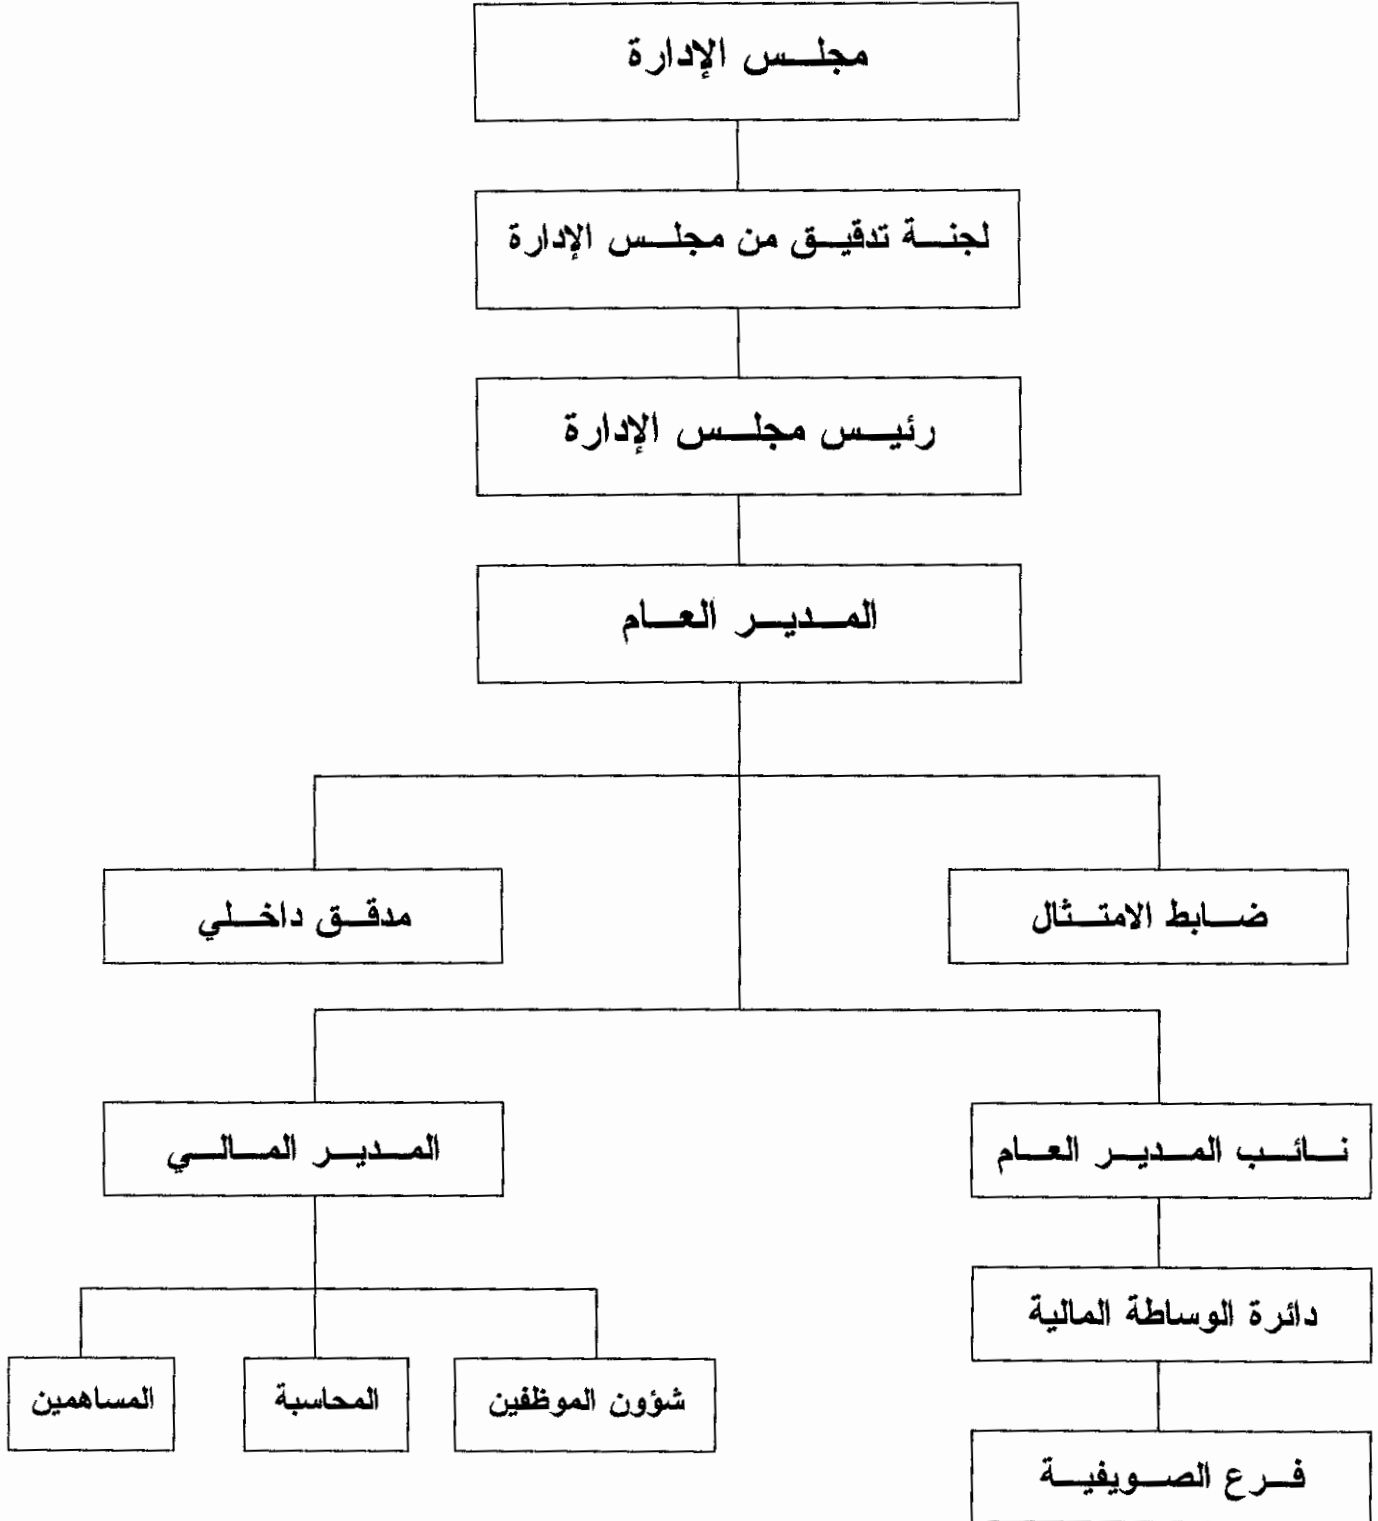 مجلس الإدارة
لجنة تدقيق من مجلس الإدارة
رئيس مجلس الإدارة
المدير العام
ضابط الامتثال
مدقق داخلي
نائب المدير العام
المدير المالي
دائرة الوساطة المالية
شؤون الموظفين
المحاسبة
المساهمين
فرع الصويفية